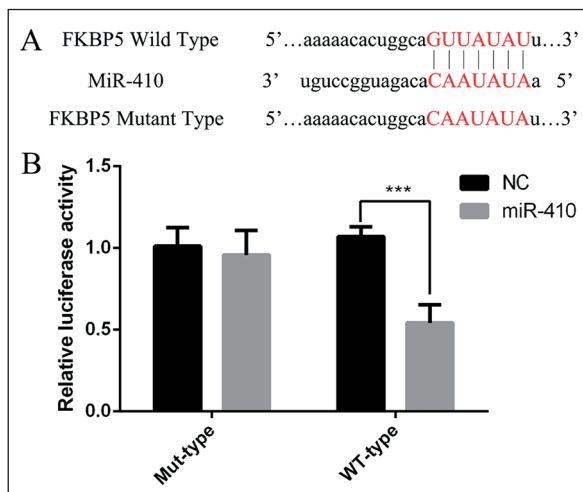 A
FKBP5 Wild Type 5’…aaaaacacuggcaGUUAUAUu…3’
MiR-410 3’ uguccgguagacaCAAUAUAa 5’
FKBP5 Mutant Type 5’…aaaaacacuggcaCAAUAUAu…3’
B
Relative luciferase activity
1.5
1.0
0.5
0.0
***
NC
miR-410
Mut-type
WT-type